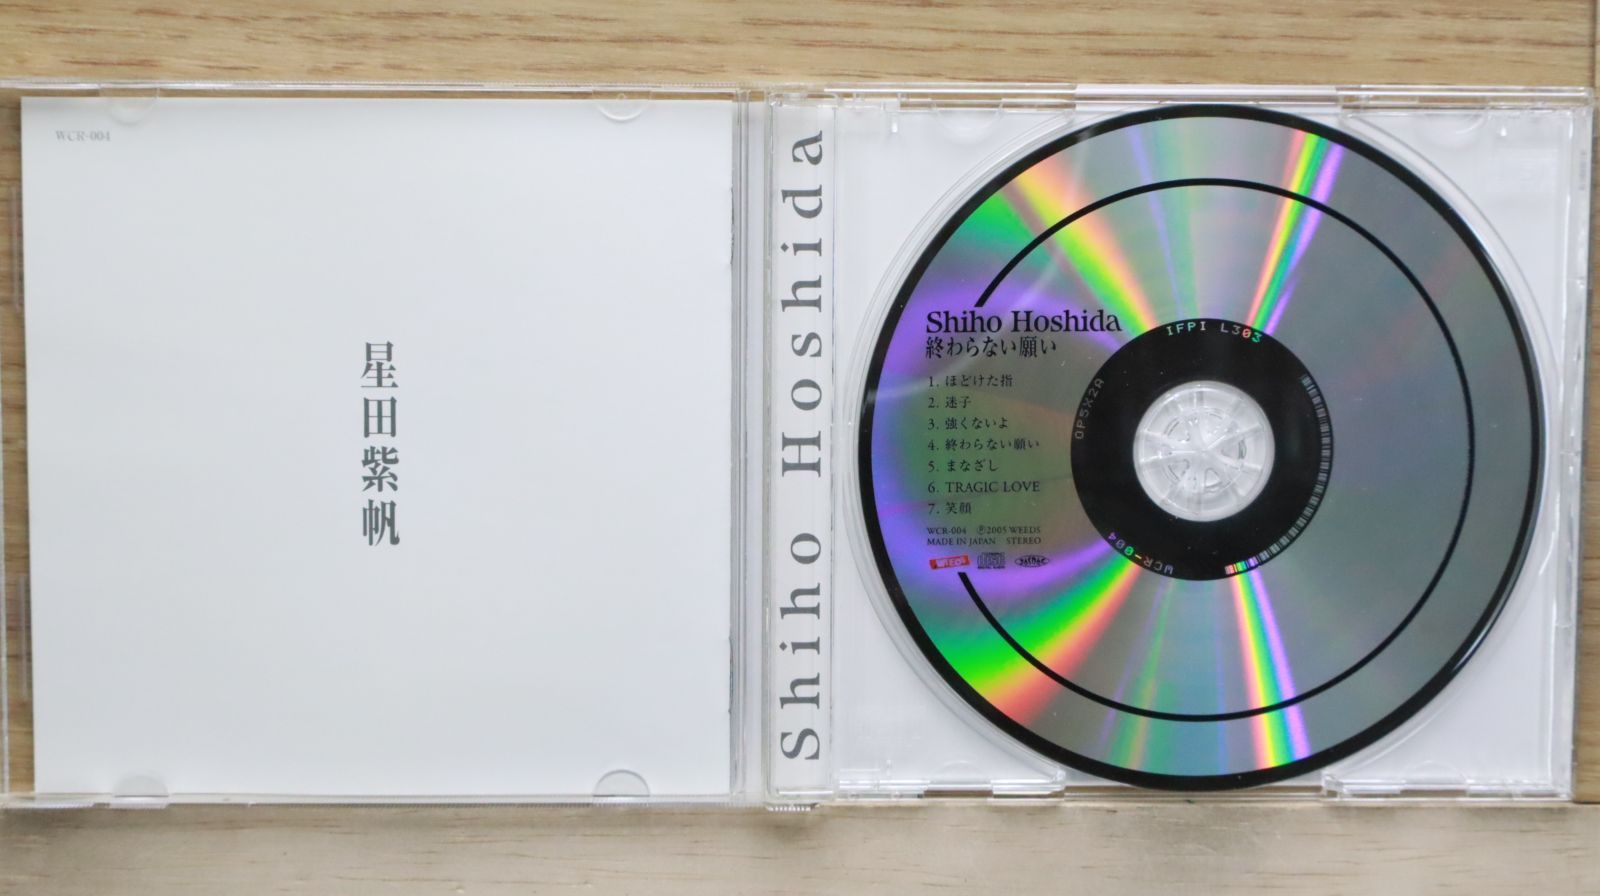 WCR-004
星田紫帆
Shiho Hoshida
Shiho Hoshida
終わらない願い
1. ほどけた指
2. 迷子
3. 強くないよ
4. 終わらない願い
5. まなざし
6. TRAGIC LOVE
7. 笑顔
WCR-004 ℗2005 WEEDS
MADE IN JAPAN STEREO
IFPI L303
OP5X2A
WCR-004